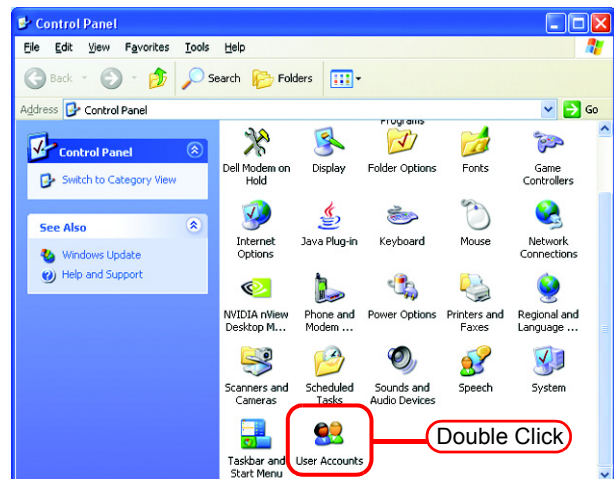 Control Panel
File Edit View Favorites Tools Help
Back Search Folders
Address Control Panel Go
Control Panel
Switch to Category View
See Also
Windows Update
Help and Support
Programs
Dell Modem on
Hold
Display
Folder Options
Fonts
Game
Controllers
Internet
Options
Java Plug-in
Keyboard
Mouse
Network
Connections
NVIDIA nView
Desktop M...
Phone and
Modem ...
Power Options
Printers and
Faxes
Regional and
Language ...
Scanners and
Cameras
Scheduled
Tasks
Sounds and
Audio Devices
Speech
System
Taskbar and
Start Menu
User Accounts
Double Click